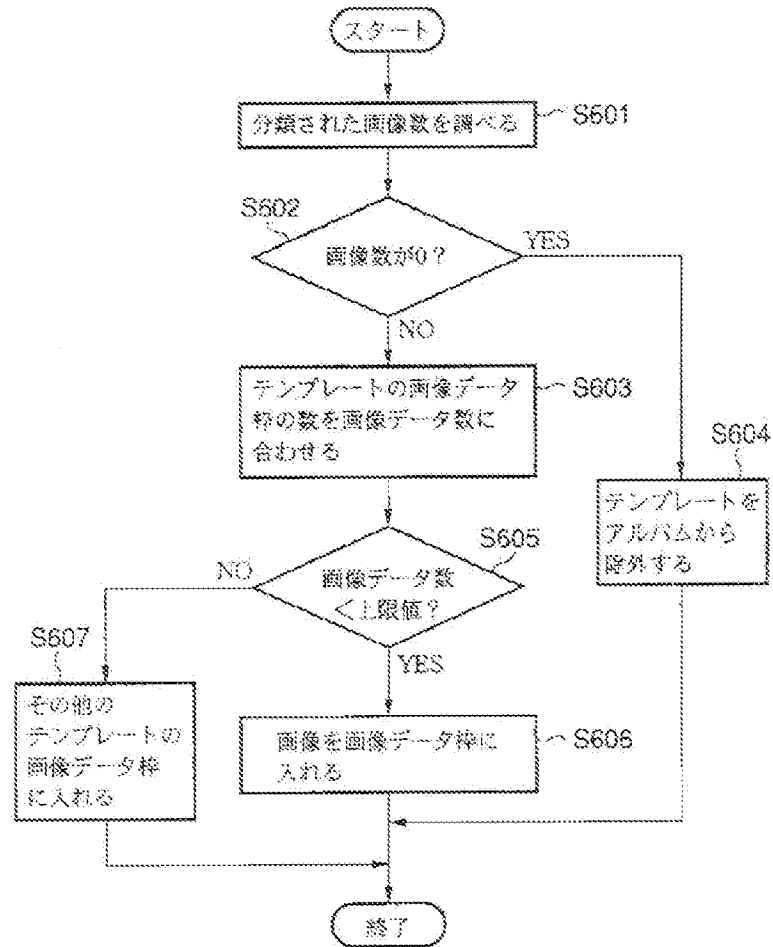 スタート
分類された画像数を調べる
S601
S602
画像数が0？
YES
NO
テンプレートの画像データ
枠の数を画像データ数に
合わせる
S603
S604
テンプレートを
アルバムから
除外する
S605
画像データ数
＜上限値？
NO
YES
S607
その他の
テンプレートの
画像データ枠
に入れる
画像を画像データ枠に
入れる
S606
終了